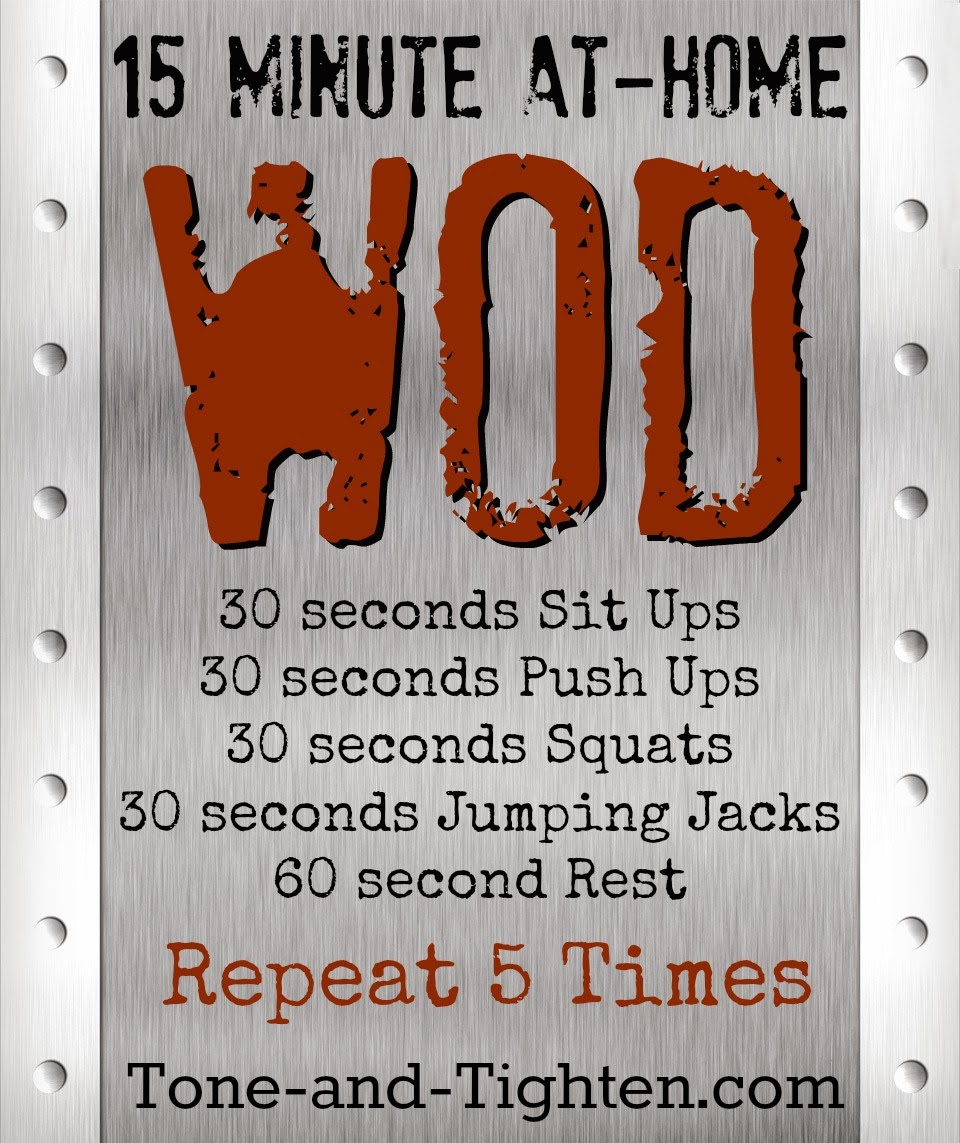 15 MINUTE AT-HOME
WOD
30 seconds Sit Ups
30 seconds Push Ups
30 seconds Squats
30 seconds Jumping Jacks
60 second Rest
Repeat 5 Times
Tone-and-Tighten.com